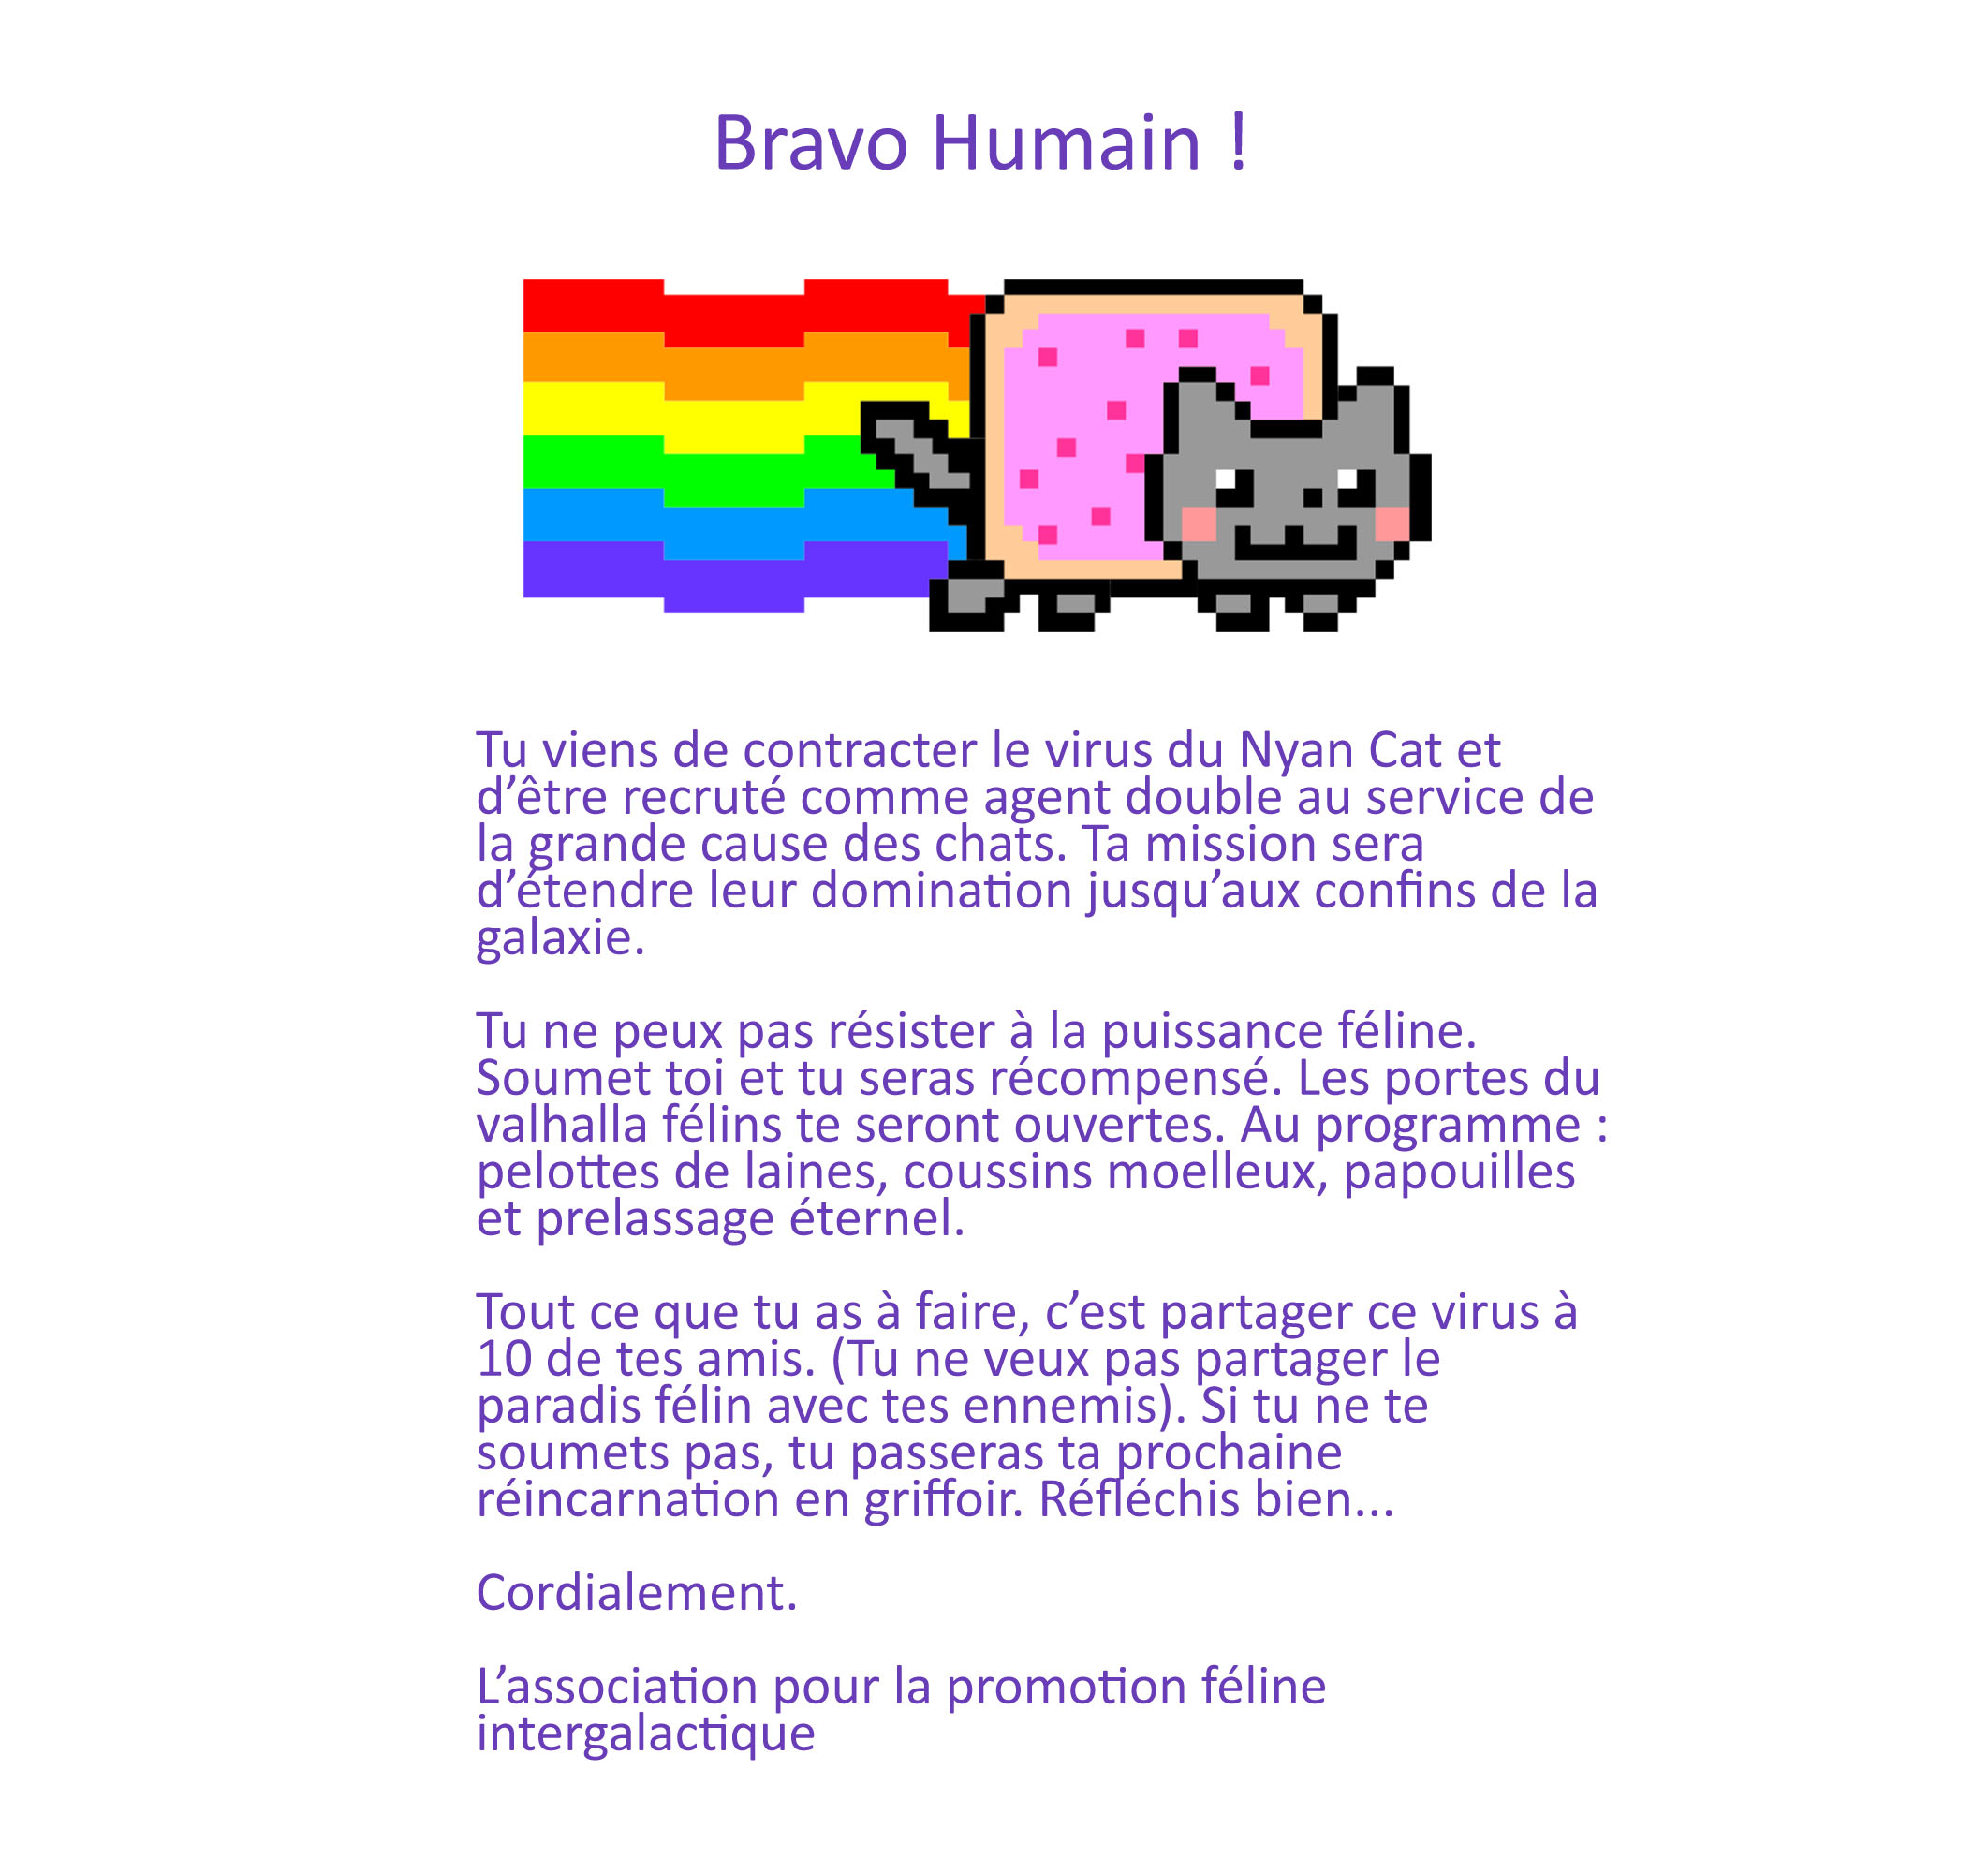 Bravo Humain !
Tu viens de contracter le virus du Nyan Cat et
d’être recruté comme agent double au service de
la grande cause des chats. Ta mission sera
d’étendre leur domination jusqu’aux confins de la
galaxie.
Tu ne peux pas résister à la puissance féline.
Soumet toi et tu seras récompensé. Les portes du
valhalla félins te seront ouvertes. Au programme :
pelottes de laines, coussins moelleux, papouilles
et prelassage éternel.
Tout ce que tu as à faire, c’est partager ce virus à
10 de tes amis. (Tu ne veux pas partager le
paradis félin avec tes ennemis). Si tu ne te
soumets pas, tu passeras ta prochaine
réincarnation en griffoir. Réfléchis bien...
Cordialement.
L’association pour la promotion féline
intergalactique